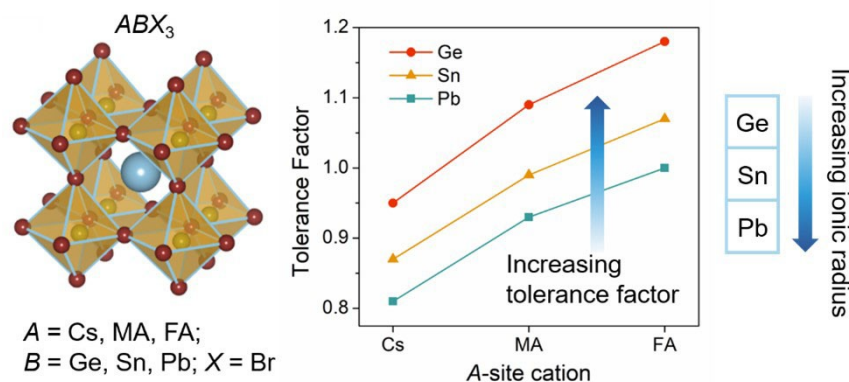 ABX₃
A = Cs, MA, FA;
B = Ge, Sn, Pb; X = Br
Tolerance Factor
1.2
1.1
1.0
0.9
0.8
Ge
Sn
Pb
Increasing
tolerance factor
Cs
MA
FA
A-site cation
Ge
Sn
Pb
Increasing
ionic radius